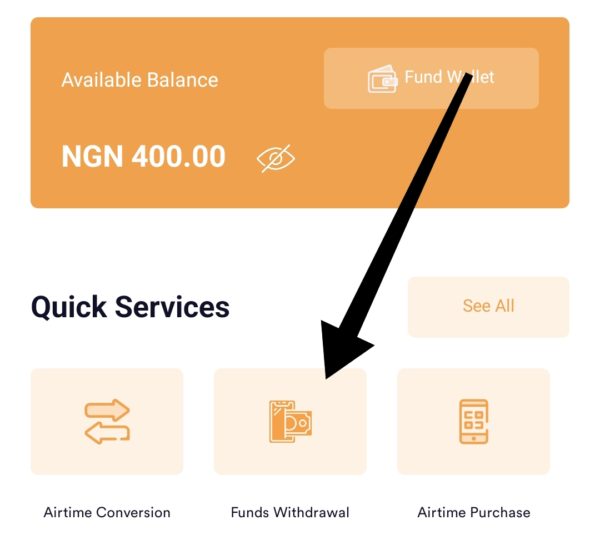 Available Balance
Fund Wallet
NGN 400.00
Quick Services
See All
Airtime Conversion
Funds Withdrawal
Airtime Purchase